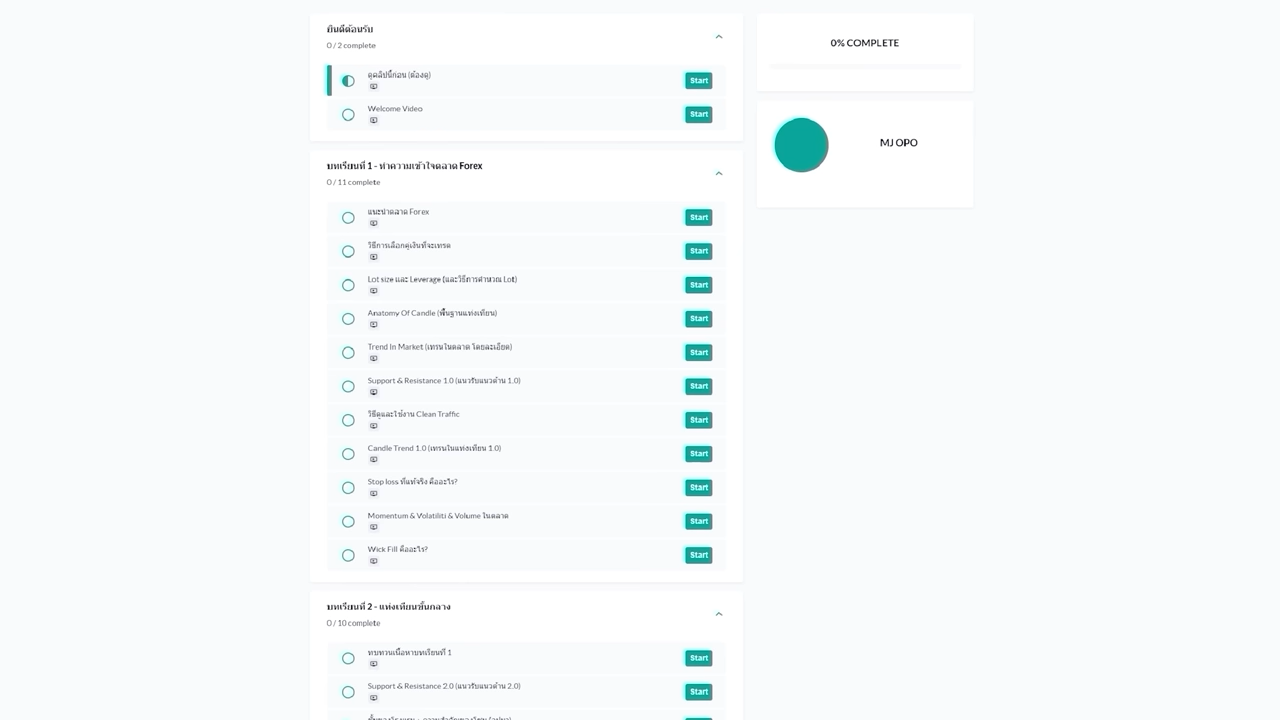 ยินดีต้อนรับ
0 / 2 complete
ดูคลิปนี้ก่อน (ต้องดู)
Start
Welcome Video
Start
บทเรียนที่ 1 - ทำความเข้าใจตลาด Forex
0 / 11 complete
แนะนำตลาด Forex
Start
วิธีการเลือกคู่เงินที่จะเทรด
Start
Lot size และ Leverage (และวิธีการคำนวณ Lot)
Start
Anatomy Of Candle (พื้นฐานแท่งเทียน)
Start
Trend In Market (เทรนในตลาด โดยละเอียด)
Start
Support & Resistance 1.0 (แนวรับแนวต้าน 1.0)
Start
วิธีดูและใช้งาน Clean Traffic
Start
Candle Trend 1.0 (เทรนในแท่งเทียน 1.0)
Start
Stop loss ที่แท้จริง คืออะไร?
Start
Momentum & Volatiliti & Volume ในตลาด
Start
Wick Fill คืออะไร?
Start
บทเรียนที่ 2 - แท่งเทียนขั้นกลาง
0 / 10 complete
ทบทวนเนื้อหาบทเรียนที่ 1
Start
Support & Resistance 2.0 (แนวรับแนวต้าน 2.0)
Start
0% COMPLETE
MJ OPO